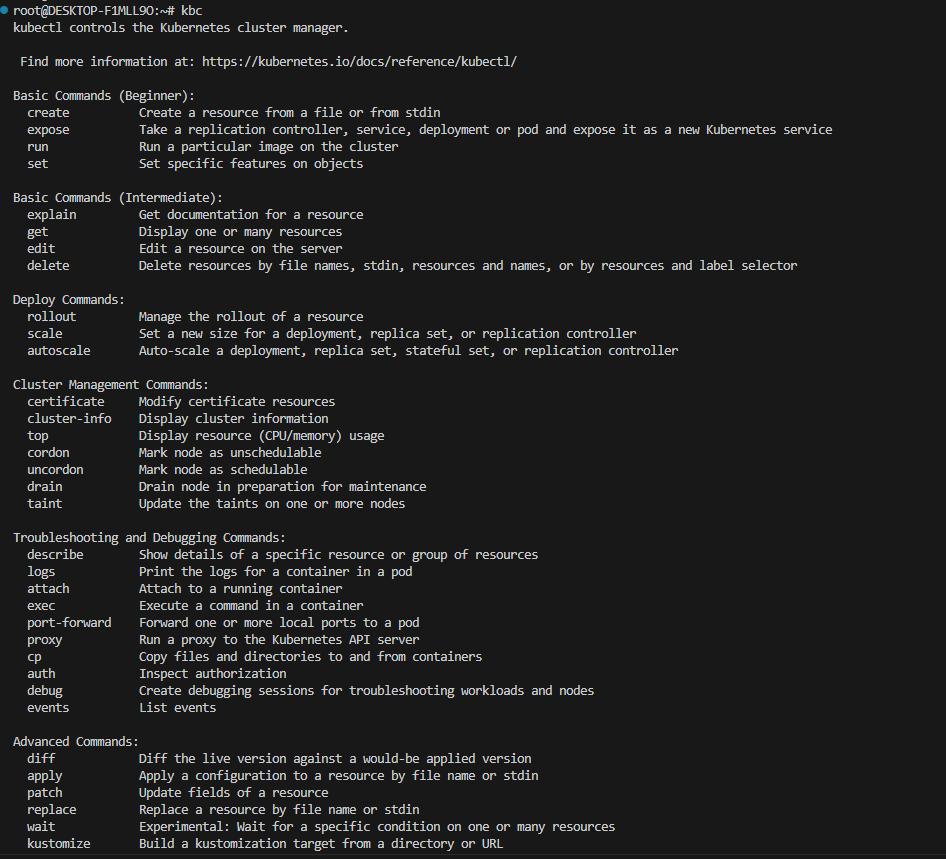 root@DESKTOP-F1MLL9O:~# kbc
kubectl controls the Kubernetes cluster manager.
Find more information at: https://kubernetes.io/docs/reference/kubectl/
Basic Commands (Beginner):
create Create a resource from a file or from stdin
expose Take a replication controller, service, deployment or pod and expose it as a new Kubernetes service
run Run a particular image on the cluster
set Set specific features on objects
Basic Commands (Intermediate):
explain Get documentation for a resource
get Display one or many resources
edit Edit a resource on the server
delete Delete resources by file names, stdin, resources and names, or by resources and label selector
Deploy Commands:
rollout Manage the rollout of a resource
scale Set a new size for a deployment, replica set, or replication controller
autoscale Auto-scale a deployment, replica set, stateful set, or replication controller
Cluster Management Commands:
certificate Modify certificate resources
cluster-info Display cluster information
top Display resource (CPU/memory) usage
cordon Mark node as unschedulable
uncordon Mark node as schedulable
drain Drain node in preparation for maintenance
taint Update the taints on one or more nodes
Troubleshooting and Debugging Commands:
describe Show details of a specific resource or group of resources
logs Print the logs for a container in a pod
attach Attach to a running container
exec Execute a command in a container
port-forward Forward one or more local ports to a pod
proxy Run a proxy to the Kubernetes API server
cp Copy files and directories to and from containers
auth Inspect authorization
debug Create debugging sessions for troubleshooting workloads and nodes
events List events
Advanced Commands:
diff Diff the live version against a would-be applied version
apply Apply a configuration to a resource by file name or stdin
patch Update fields of a resource
replace Replace a resource by file name or stdin
wait Experimental: Wait for a specific condition on one or many resources
kustomize Build a kustomization target from a directory or URL